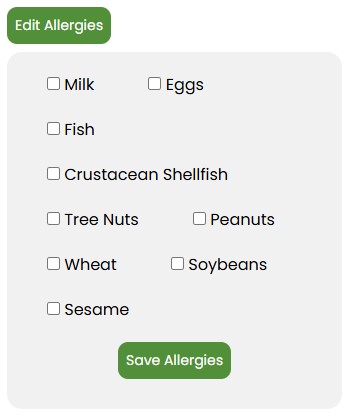 Edit Allergies
Milk Eggs
Fish
Crustacean Shellfish
Tree Nuts Peanuts
Wheat Soybeans
Sesame
Save Allergies